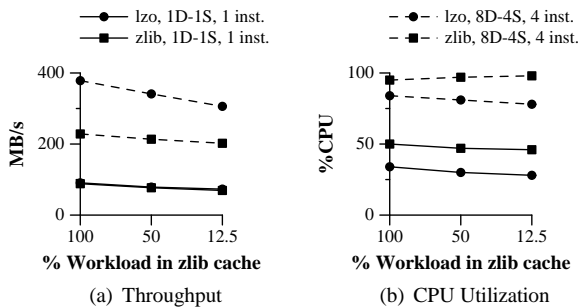 lzo, 1D-1S, 1 inst.
zlib, 1D-1S, 1 inst.
lzo, 8D-4S, 4 inst.
zlib, 8D-4S, 4 inst.
400
200
0
MB/s
100 50 12.5
% Workload in zlib cache
(a) Throughput
100
50
0
%CPU
100 50 12.5
% Workload in zlib cache
(b) CPU Utilization